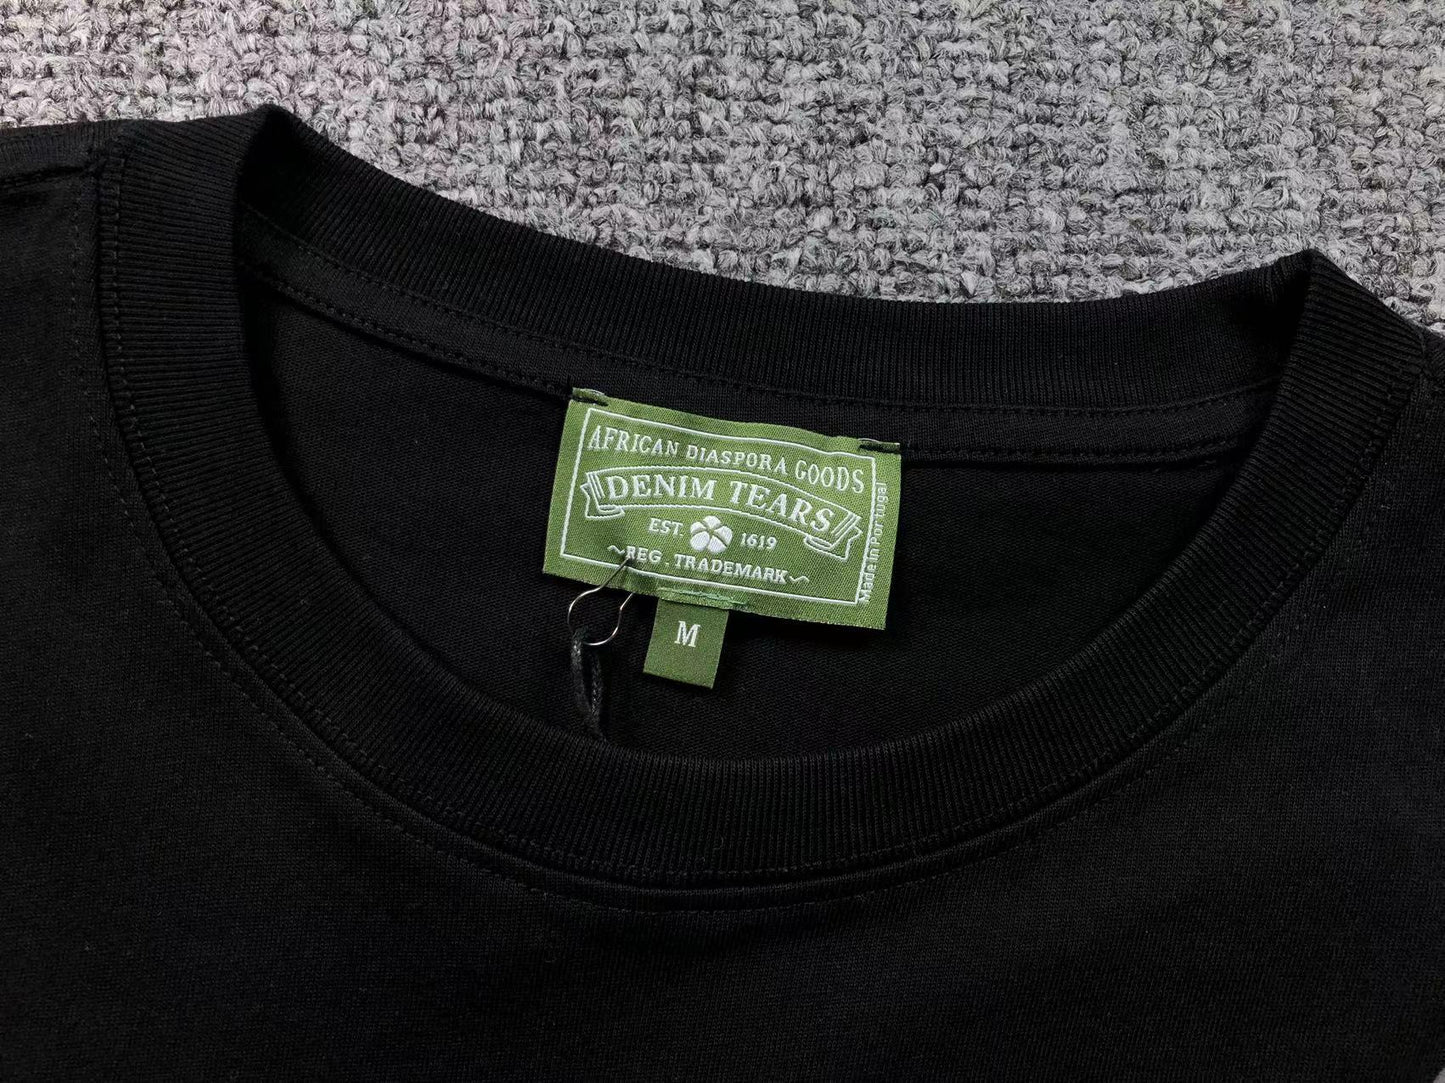 AFRICAN DIASPORA GOODS
DENIM TEARS
EST. 1619
~REG. TRADEMARK~
Made in Portugal
M